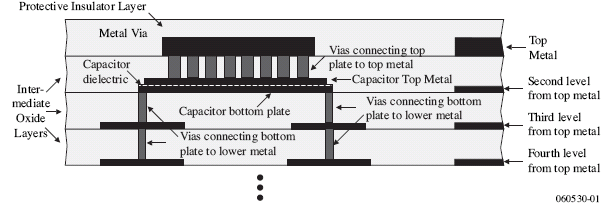 Protective Insulator Layer
Metal Via
Vias connecting top
plate to top metal
Top
Metal
Capacitor
dielectric
Capacitor Top Metal
Second level
from top metal
Inter-
mediate
Oxide
Layers
Capacitor bottom plate
Vias connecting bottom
plate to lower metal
Third level
from top metal
Vias connecting bottom
plate to lower metal
Fourth level
from top metal
060530-01